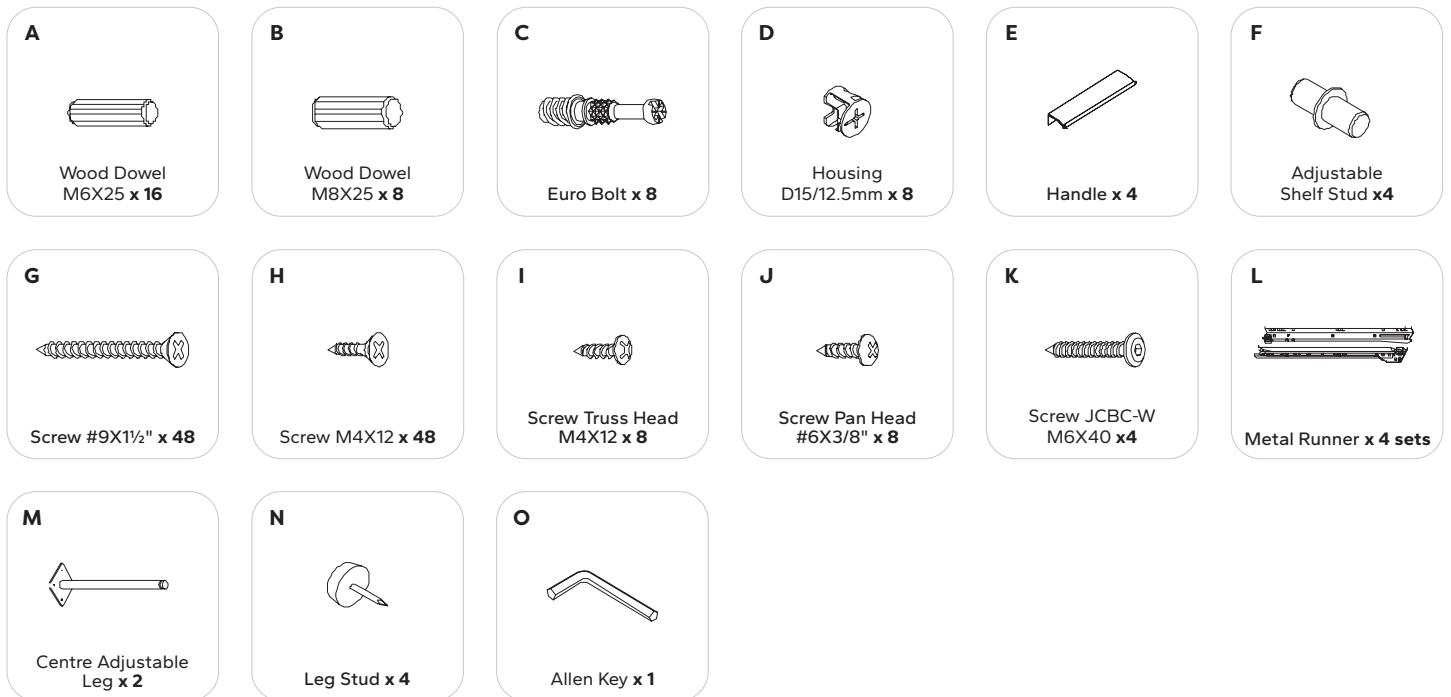 A
Wood Dowel
M6X25 x 16
B
Wood Dowel
M8X25 x 8
C
Euro Bolt x 8
D
Housing
D15/12.5mm x 8
E
Handle x 4
F
Adjustable
Shelf Stud x4
G
Screw #9X1½" x 48
H
Screw M4X12 x 48
I
Screw Truss Head
M4X12 x 8
J
Screw Pan Head
#6X3/8" x 8
K
Screw JCBC-W
M6X40 x4
L
Metal Runner x 4 sets
M
Centre Adjustable
Leg x 2
N
Leg Stud x 4
O
Allen Key x 1